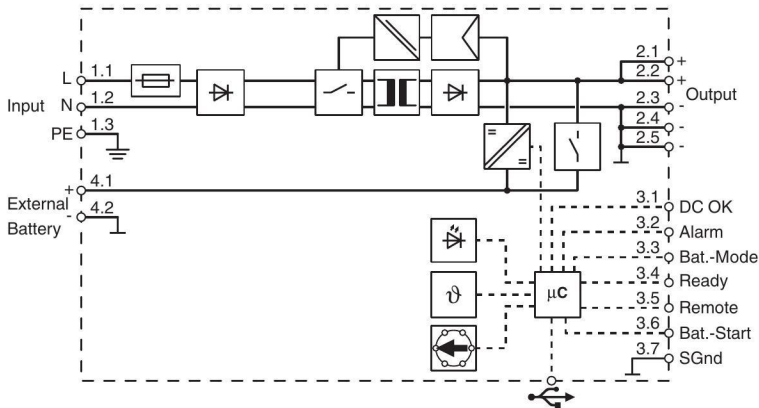 L 1.1
Input N 1.2
PE 1.3
2.1 +
2.2 +
2.3 - Output
2.4 -
2.5 -
= =
+ 4.1
External
- 4.2
Battery
3.1 DC OK
3.2 Alarm
3.3 Bat.-Mode
3.4 Ready
3.5 Remote
3.6 Bat.-Start
3.7 SGnd
ϑ
μC